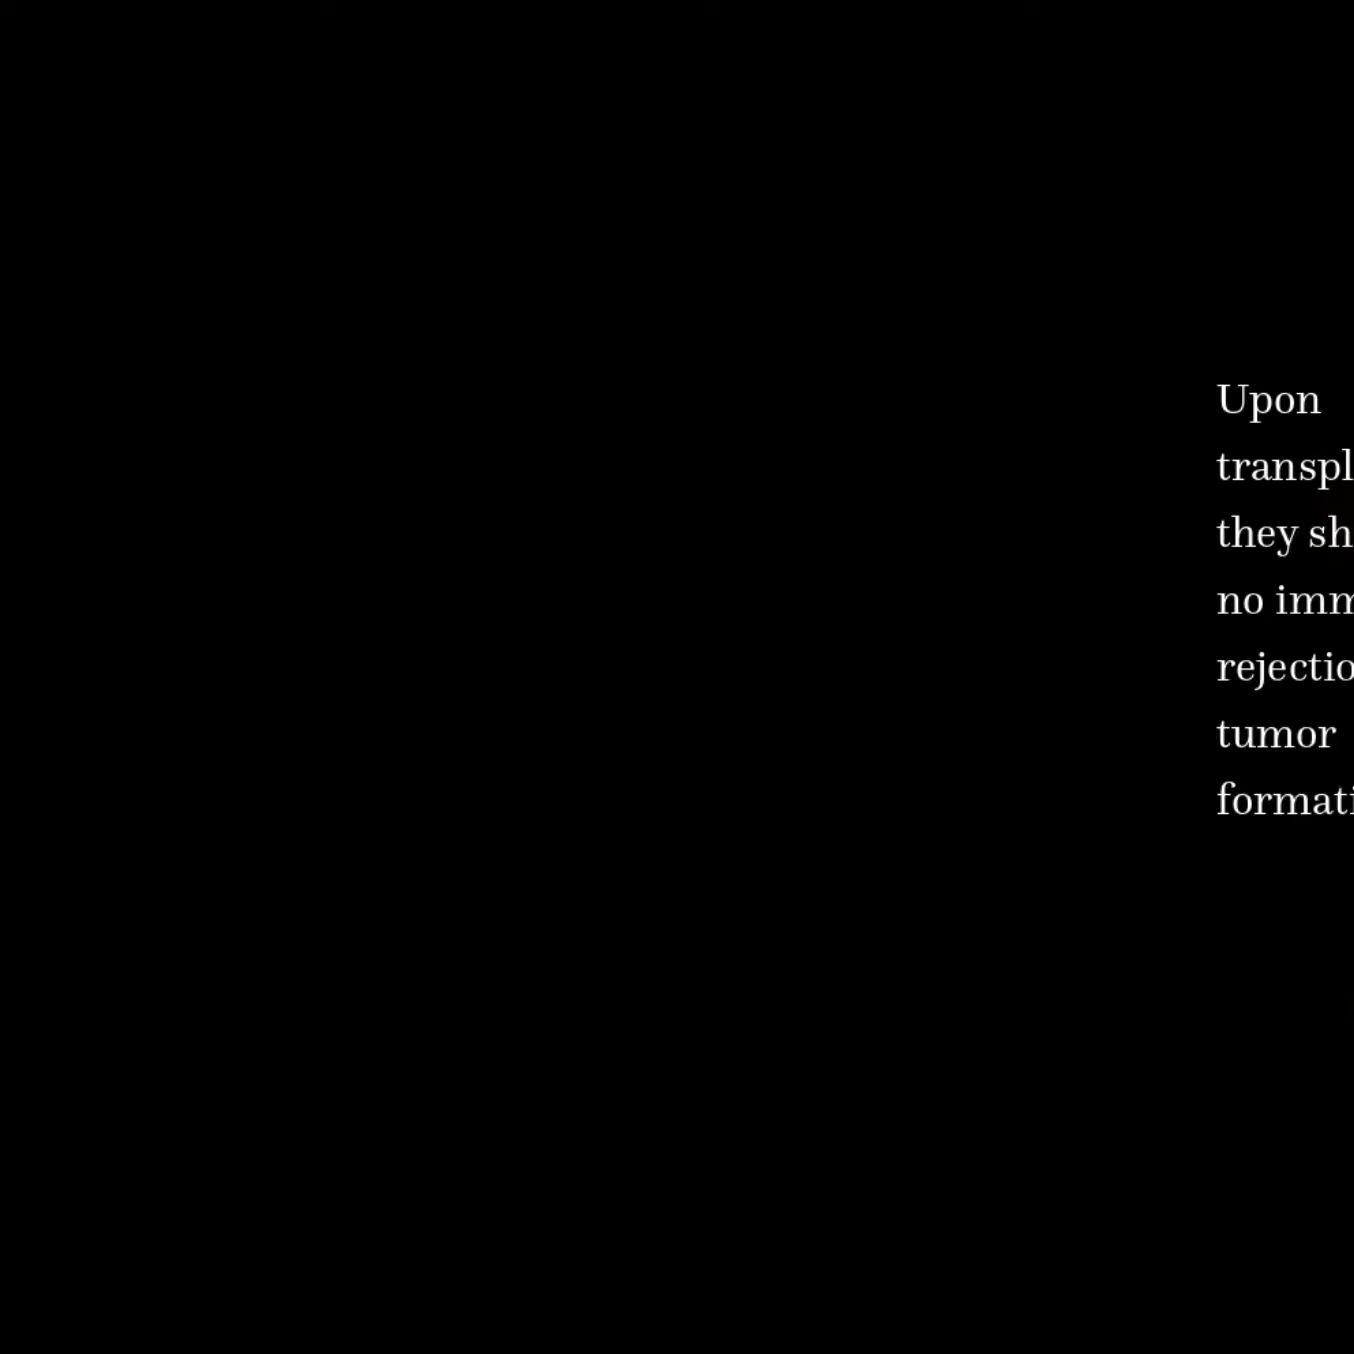 Upon
transpl
they sh
no imm
rejectio
tumor
formati